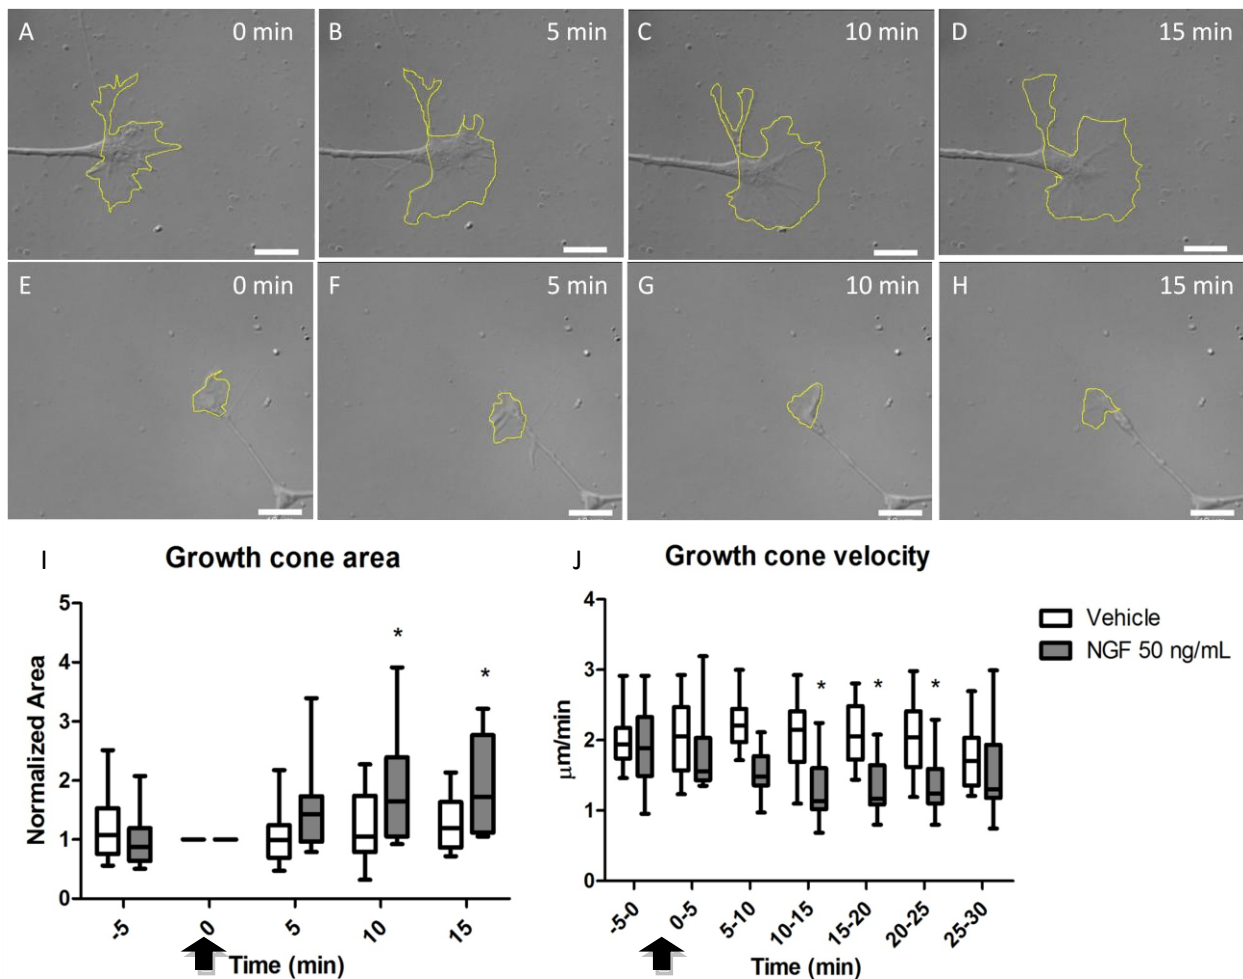 A 0 min
B 5 min
C 10 min
D 15 min
E 0 min
F 5 min
G 10 min
H 15 min
I Growth cone area
Normalized Area
5
4
3
2
1
0
* *
-5 0 5 10 15
Time (min)
J Growth cone velocity
μm/min
4
3
2
1
0
* * *
-5-0 0-5 5-10 10-15 15-20 20-25 25-30
Time (min)
Vehicle
NGF 50 ng/mL